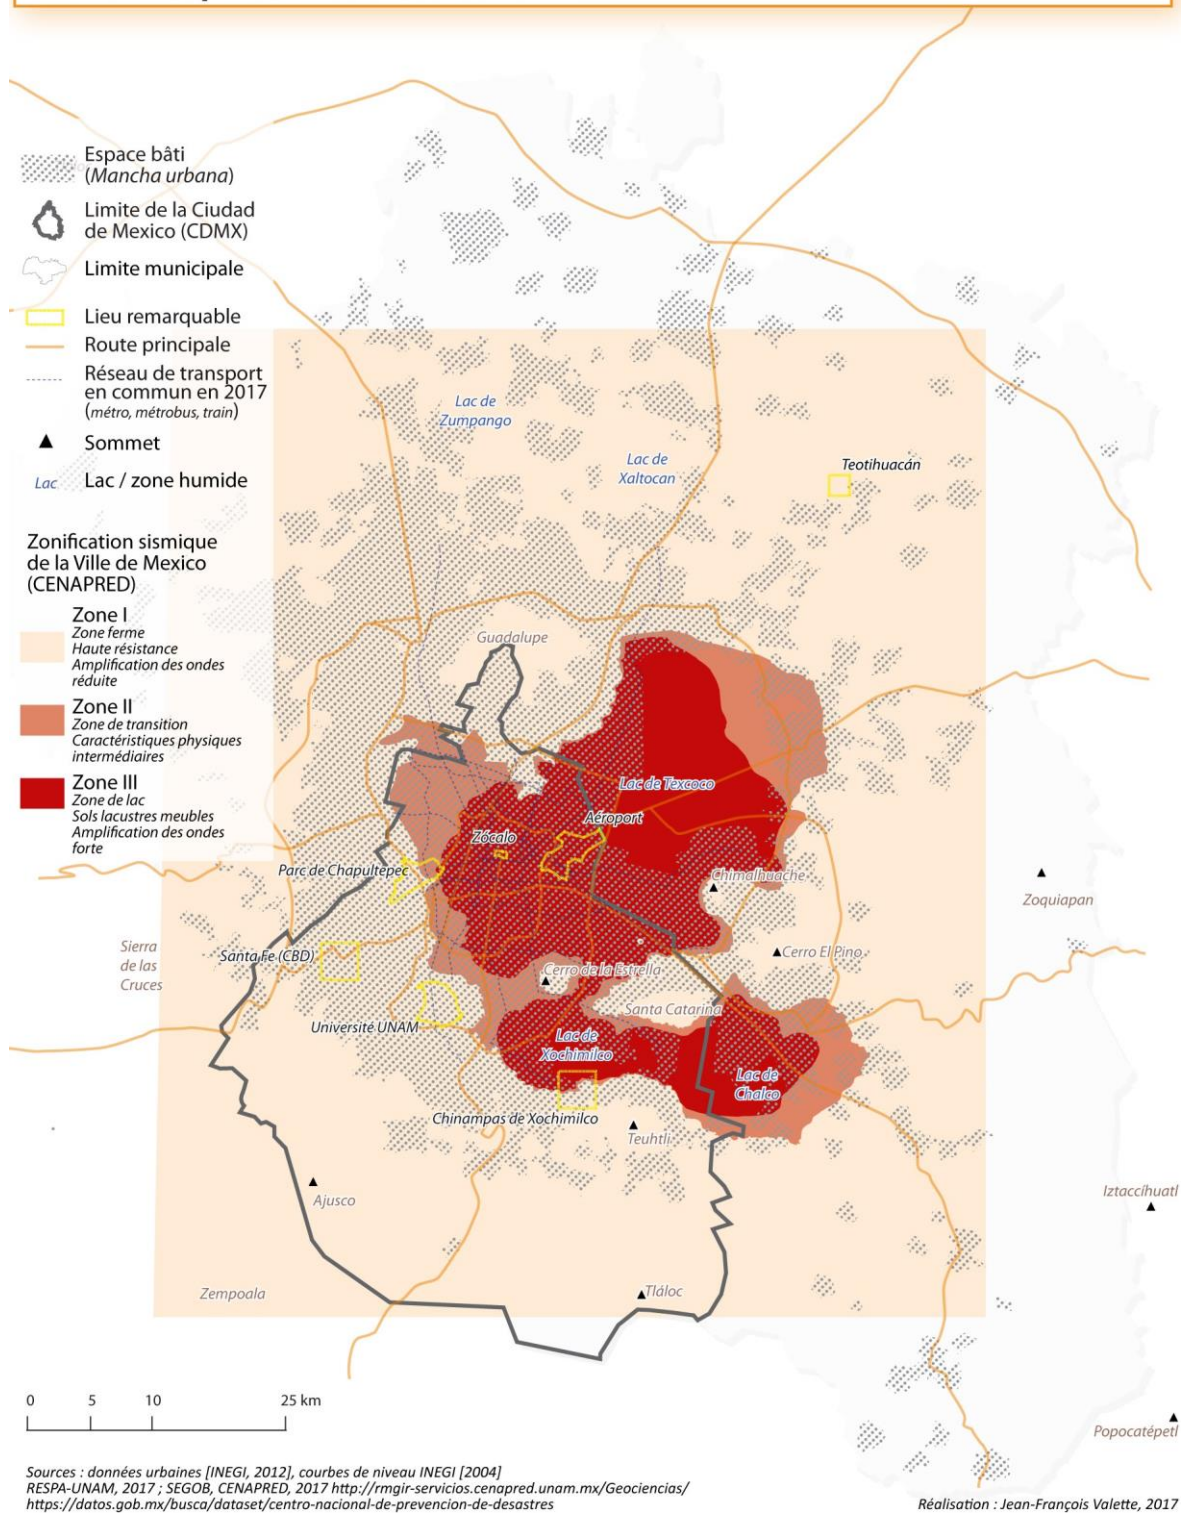 Espace bâti
(Mancha urbana)
Limite de la Ciudad
de Mexico (CDMX)
Limite municipale
Lieu remarquable
Route principale
Réseau de transport
en commun en 2017
(métro, métrobus, train)
Sommet
Lac
Lac / zone humide
Zonification sismique
de la Ville de Mexico
(CENAPRED)
Zone I
Zone ferme
Haute résistance
Amplification des ondes
réduite
Zone II
Zone de transition
Caractéristiques physiques
intermédiaires
Zone III
Zone de lac
Sols lacustres meubles
Amplification des ondes
forte
Lac de
Zumpango
Lac de
Xaltocan
Teotihuacán
Guadalupe
Lac de Texcoco
Aéroport
Zócalo
Parc de Chapultepec
Chimalhuache
Zoquiapan
Sierra
de las
Cruces
Santa Fe (CBD)
Cerro El Pino
Cerro de la Estrella
Santa Catarina
Université UNAM
Lac de
Xochimilco
Lac de
Chalco
Chinampas de Xochimilco
Teuhtli
Ajusco
Iztaccíhuatl
Zempoala
Tláloc
Popocatépetl
0 5 10 25 km
Sources : données urbaines [INEGI, 2012], courbes de niveau INEGI [2004]
RESPA-UNAM, 2017 ; SEGOB, CENAPRED, 2017 http://rmgir-servicios.cenapred.unam.mx/Geociencias/
https://datos.gob.mx/busca/dataset/centro-nacional-de-prevencion-de-desastres
Réalisation : Jean-François Valette, 2017